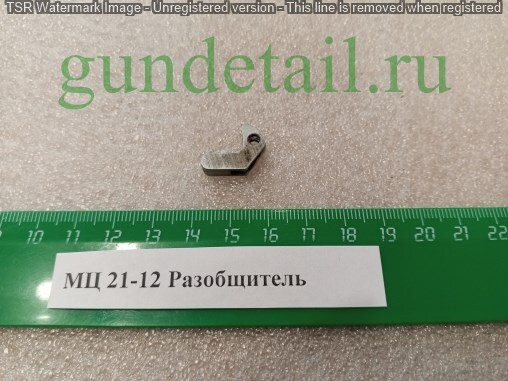 TSR Watermark Image - Unregistered version - This line is removed when registered
gundetail.ru
10 11 12 13 14 15 16 17 18 19 20 21 22
МЦ 21-12 Разобщитель